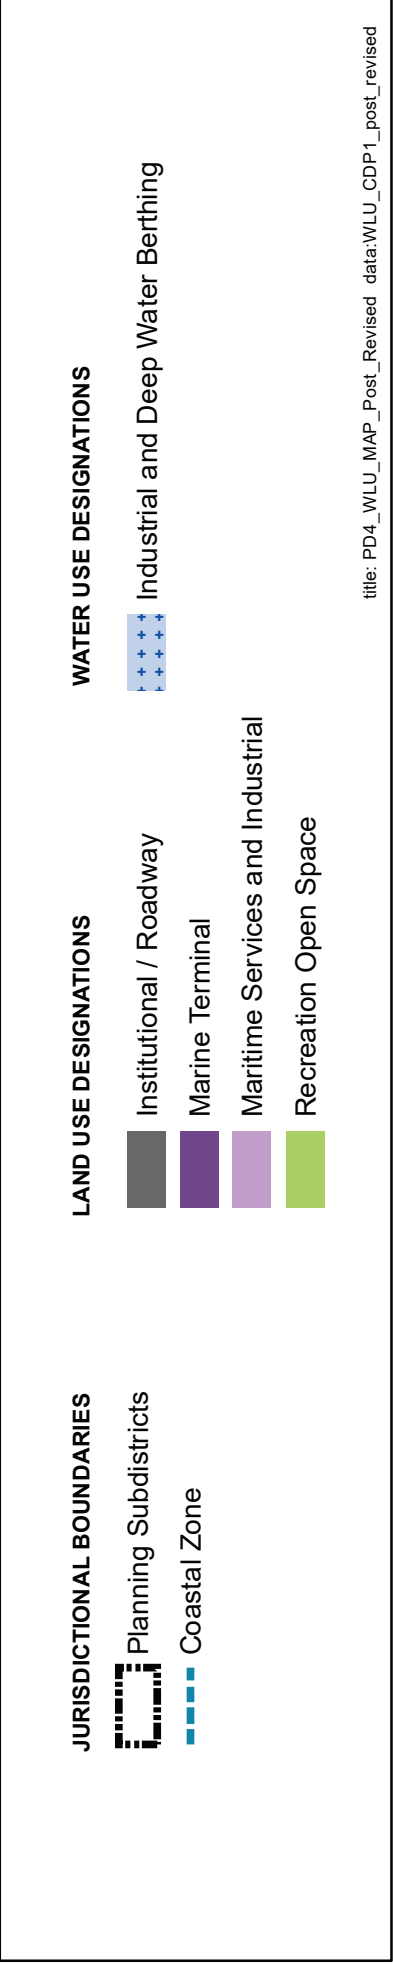 JURISDICTIONAL BOUNDARIES
Planning Subdistricts
Coastal Zone
LAND USE DESIGNATIONS
Institutional / Roadway
Marine Terminal
Maritime Services and Industrial
Recreation Open Space
WATER USE DESIGNATIONS
Industrial and Deep Water Berthing
title: PD4_WLU_MAP_Post_Revised data:WLU_CDP1_post_revised